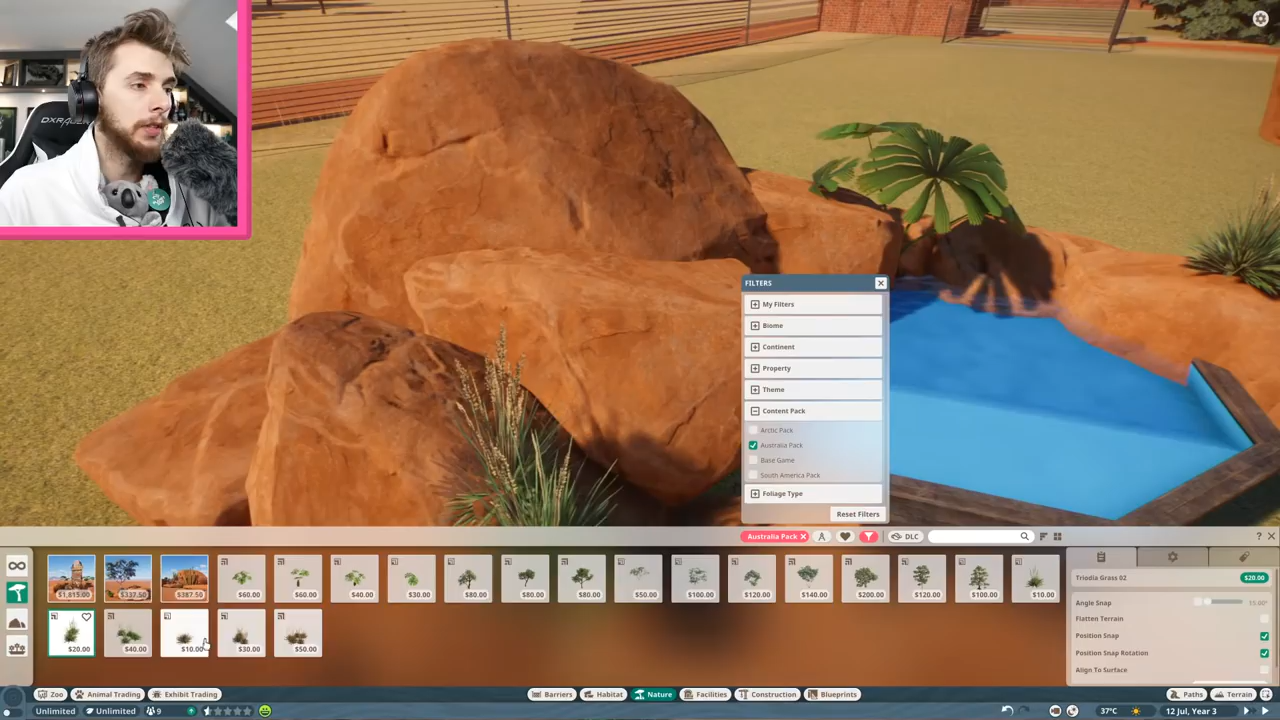 DXRA
FILTERS
My Filters
Biome
Continent
Property
Theme
Content Pack
Arctic Pack
Australia Pack
Base Game
South America Pack
Foliage Type
Reset Filters
Australia Pack
DLC
$1,815.00 $337.50 $387.50 $60.00 $60.00 $40.00 $30.00 $80.00 $80.00 $80.00 $50.00 $100.00 $120.00 $140.00 $200.00 $120.00 $100.00 $10.00
$20.00 $40.00 $10.00 $30.00 $50.00
Triodia Grass 02 $20.00
Angle Snap 15.00°
Flatten Terrain
Position Snap
Position Snap Rotation
Align To Surface
Zoo Animal Trading Exhibit Trading Barriers Habitat Nature Facilities Construction Blueprints Paths Terrain
Unlimited Unlimited 9 37°C 12 Jul, Year 3